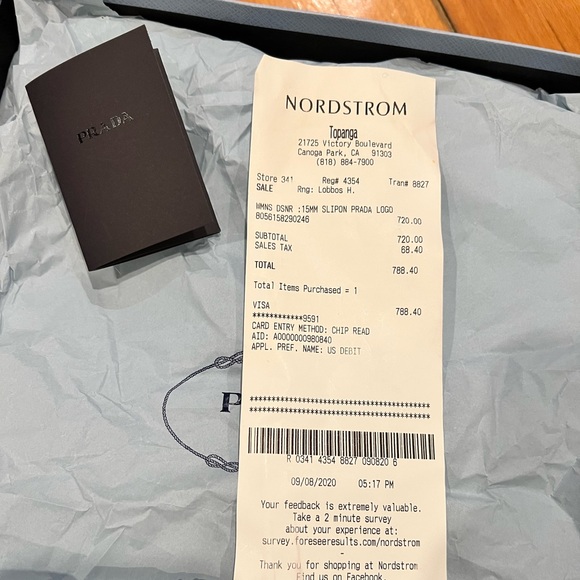 PRADA
NORDSTROM
Topanga
21725 Victory Boulevard
Canoga Park, CA 91303
(818) 884-7900
Store 341 Reg# 4354 Tran# 8827
SALE Rng: Lobbos H.
WMNS DSNR :15MM SLIPON PRADA LOGO
8056158290246 720.00
SUBTOTAL 720.00
SALES TAX 68.40
TOTAL 788.40
Total Items Purchased = 1
VISA 788.40
************9591
CARD ENTRY METHOD: CHIP READ
AID: A0000000980840
APPL. PREF. NAME: US DEBIT
****************************************
****************************************
R 0341 4354 8827 090820 6
09/08/2020 05:17 PM
Your feedback is extremely valuable.
Take a 2 minute survey
about your experience at:
survey.foreseeresults.com/nordstrom
-
Thank you for shopping at Nordstrom
Find us on Facebook.